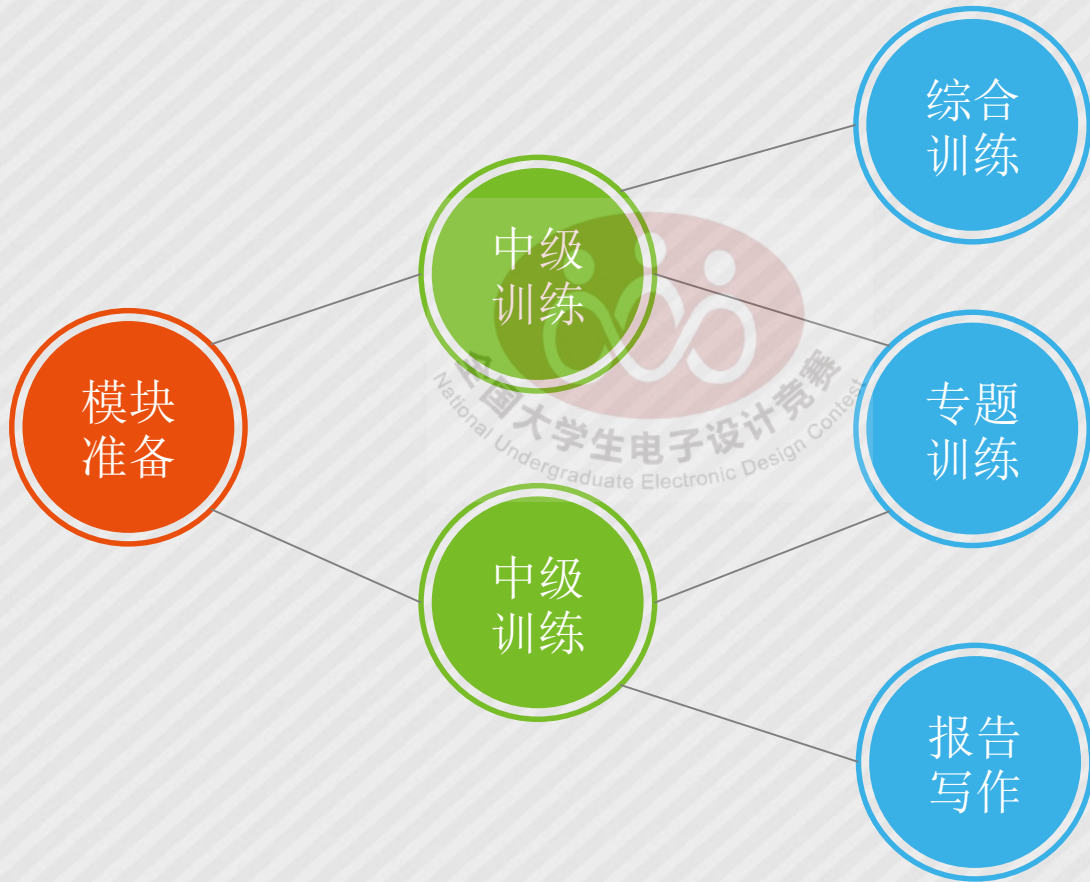 综合
训练
中级
训练
模块
准备
专题
训练
全国大学生电子设计竞赛
National Undergraduate Electronic Design Contest
中级
训练
报告
写作